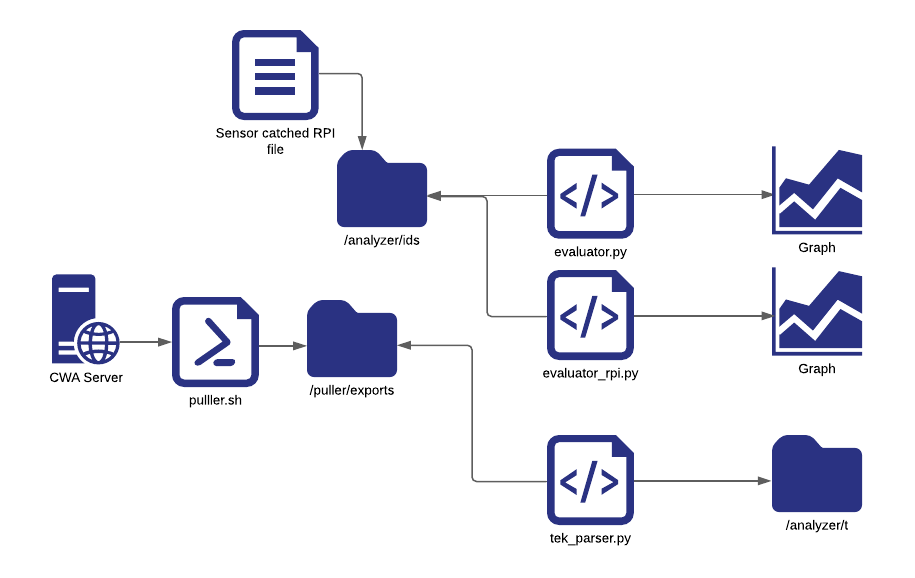 Sensor catched RPI
file
/analyzer/ids
evaluator.py
Graph
evaluator_rpi.py
Graph
CWA Server
pulller.sh
/puller/exports
tek_parser.py
/analyzer/t